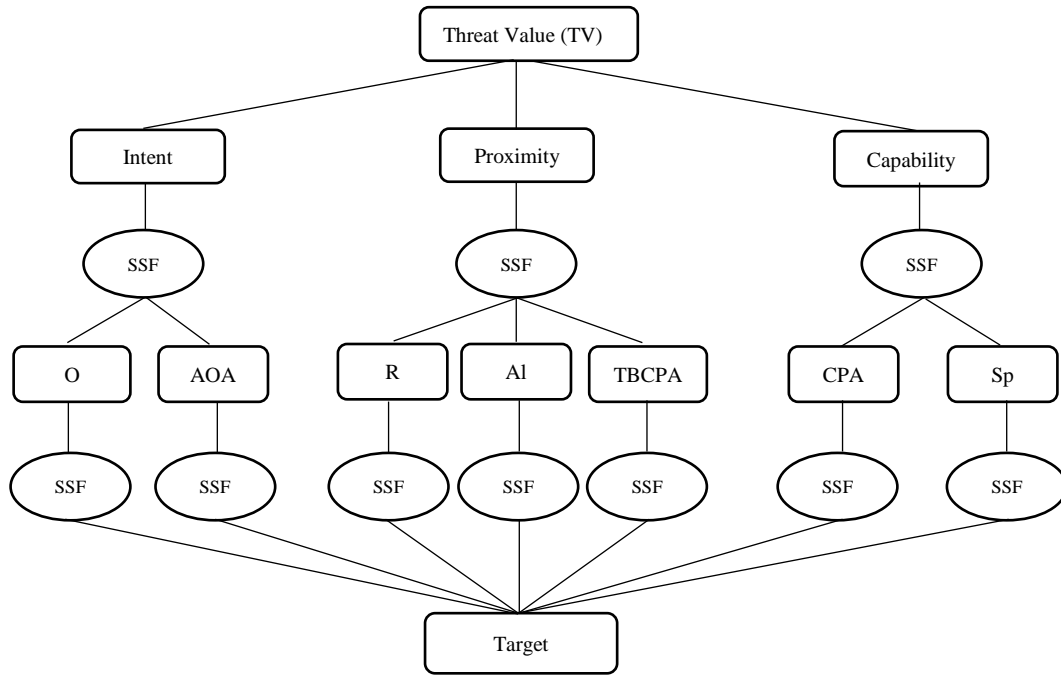 Threat Value (TV)
Intent
Proximity
Capability
SSF
SSF
SSF
O
AOA
R
Al
TBCPA
CPA
Sp
SSF
SSF
SSF
SSF
SSF
SSF
SSF
Target